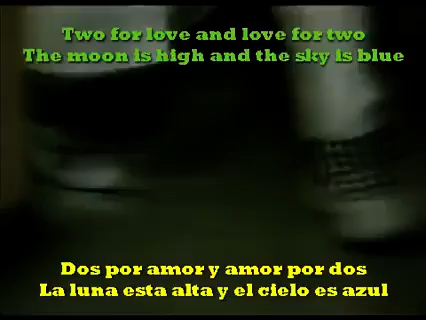 Two for love and love for two
The moon is high and the sky is blue
Dos por amor y amor por dos
La luna esta alta y el cielo es azul